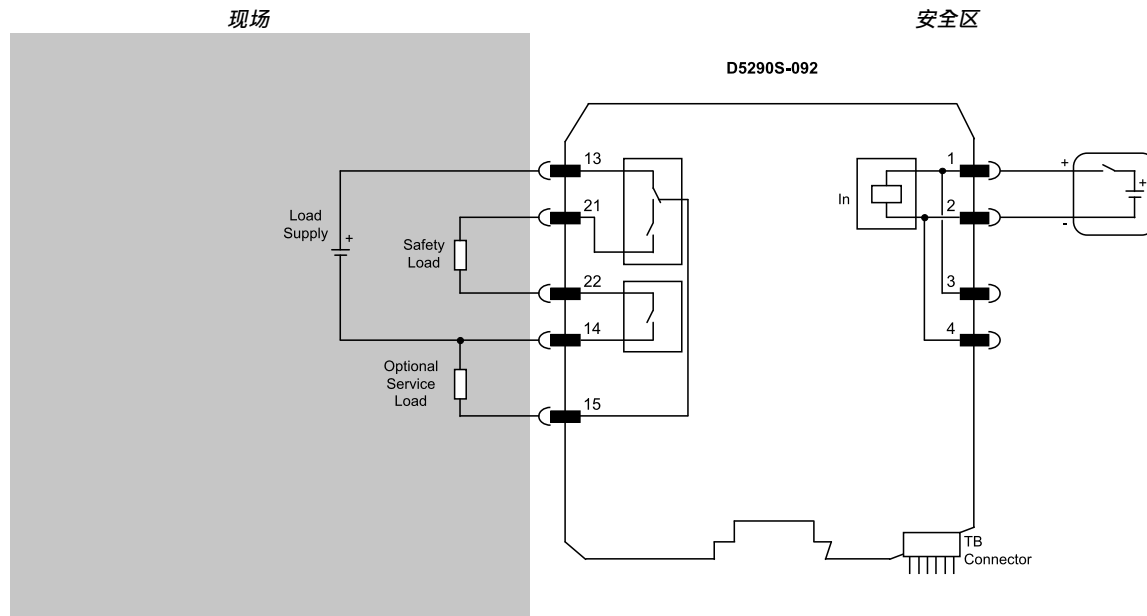 现场
安全区
D5290S-092
13
21
22
14
15
1
2
3
4
In
+
-
+
Load
Supply
+
Safety
Load
Optional
Service
Load
TB
Connector